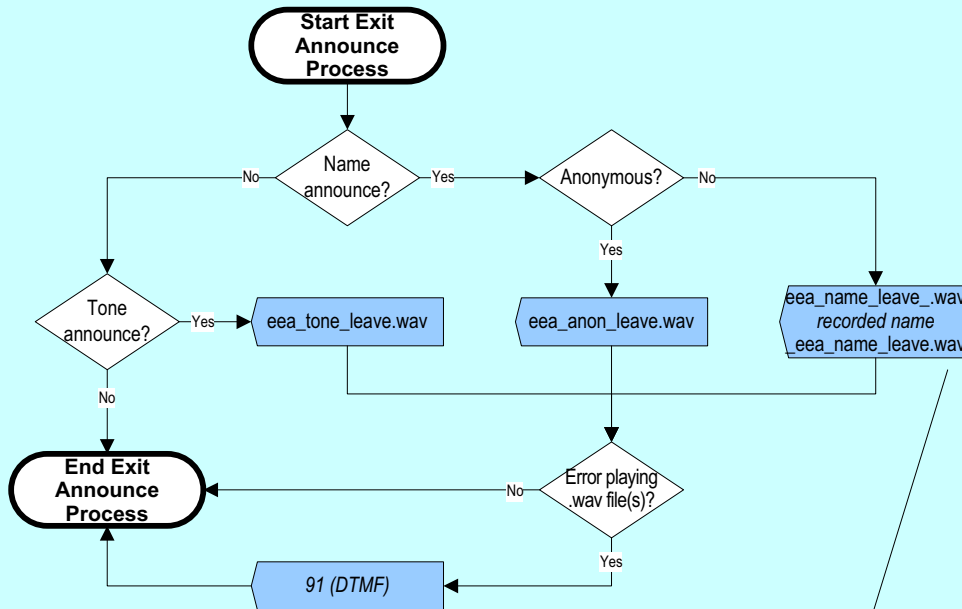 Start Exit
Announce
Process
Name
announce?
No
Yes
Anonymous?
No
Yes
Tone
announce?
Yes
No
eea_tone_leave.wav
eea_anon_leave.wav
eea_name_leave_.wav
recorded name
_eea_name_leave.wav
End Exit
Announce
Process
Error playing
.wav file(s)?
No
Yes
91 (DTMF)